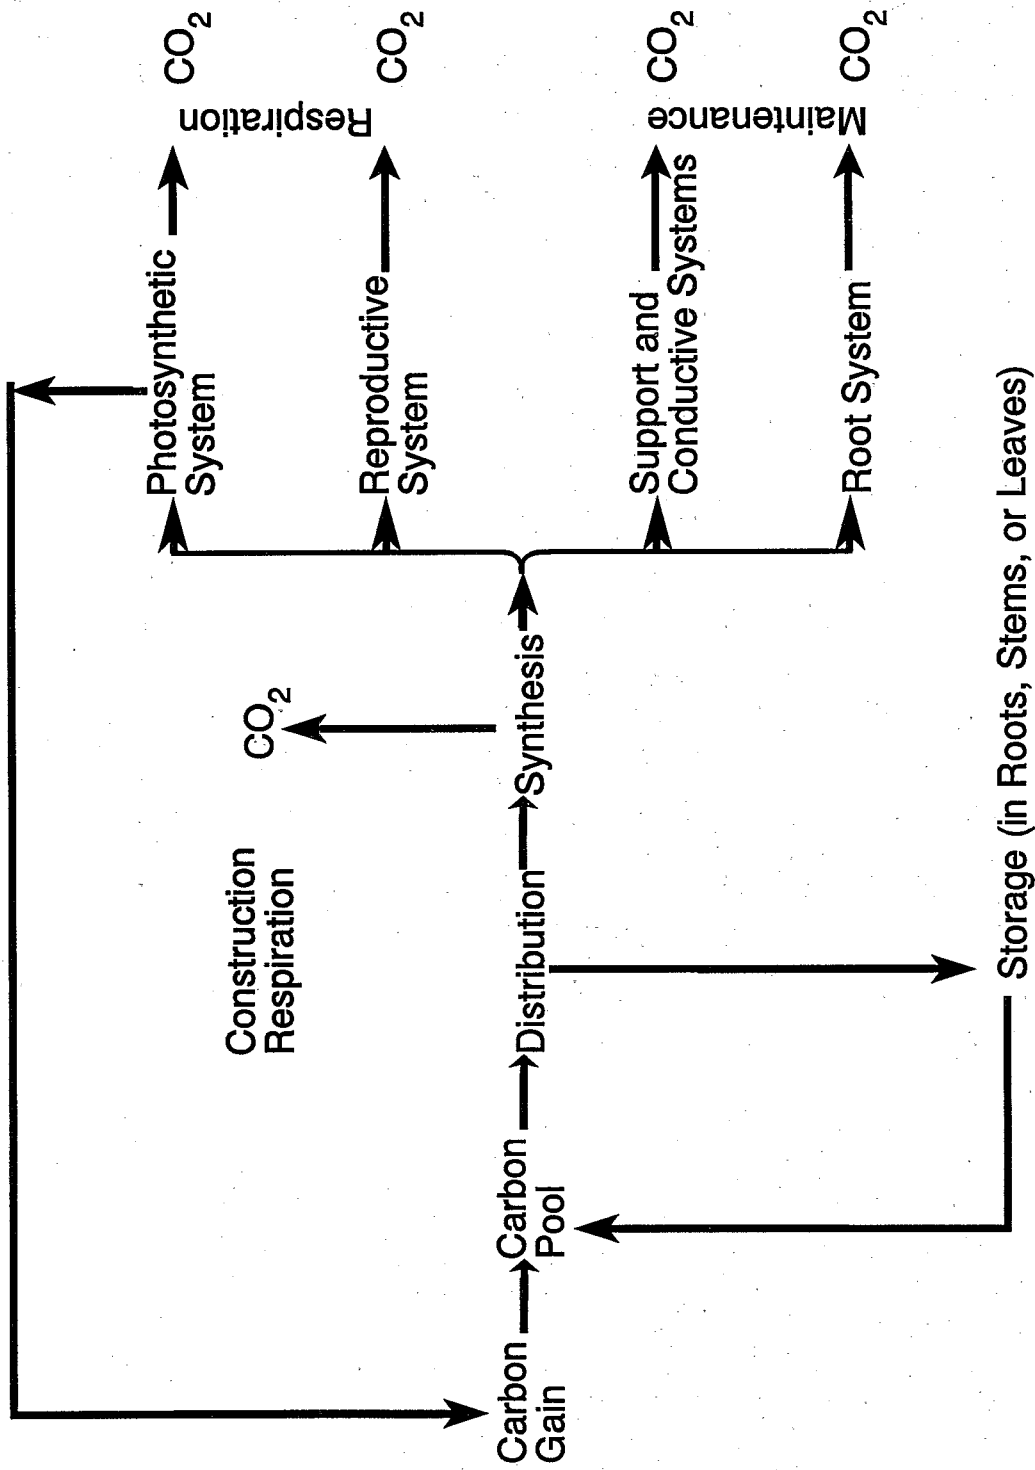 Carbon
Gain
Carbon
Pool
Distribution
Synthesis
Construction
Respiration
CO₂
Photosynthetic
System
Reproductive
System
Support and
Conductive Systems
Root System
Maintenance
Respiration
CO₂
CO₂
CO₂
CO₂
Storage (in Roots, Stems, or Leaves)